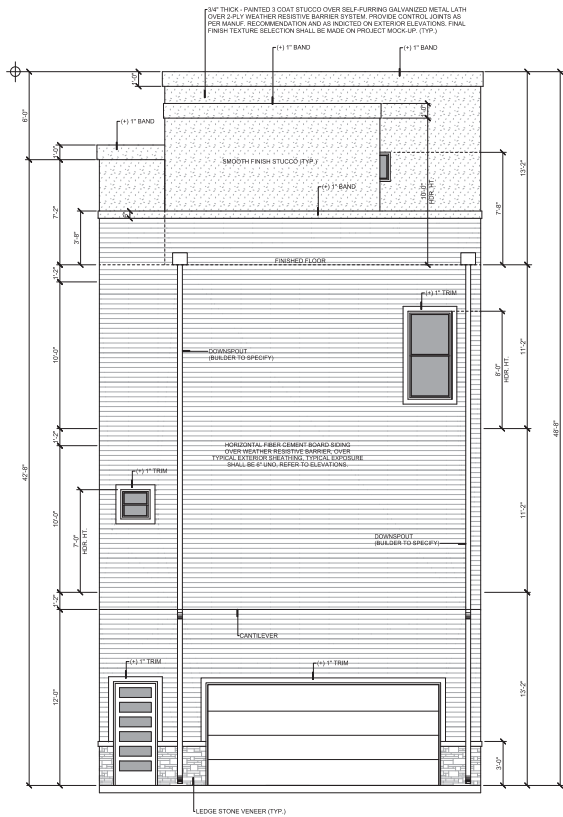 3/4" THICK - PAINTED 3 COAT STUCCO OVER SELF-FURRING GALVANIZED METAL LATH
OVER 2-PLY WEATHER RESISTIVE BARRIER SYSTEM. PROVIDE CONTROL JOINTS AS
PER MANUF. RECOMMENDATION AND AS INDICTED ON EXTERIOR ELEVATIONS. FINAL
FINISH TEXTURE SELECTION SHALL BE MADE ON PROJECT MOCK-UP. (TYP.)
(+) 1" BAND
(+) 1" BAND
1'-0"
6'-0"
1'-0"
(+) 1" BAND
1'-0"
13'-2"
SMOOTH FINISH STUCCO (TYP.)
(+) 1" BAND
10'-0"
HDR. HT.
7'-8"
7'-2"
3'-8"
FINISHED FLOOR
1'-2"
(+) 1" TRIM
DOWNSPOUT
(BUILDER TO SPECIFY)
10'-0"
11'-2"
8'-0"
HDR. HT.
48'-8"
1'-2"
HORIZONTAL FIBER CEMENT BOARD SIDING
OVER WEATHER RESISTIVE BARRIER, OVER
TYPICAL EXTERIOR SHEATHING, TYPICAL EXPOSURE
SHALL BE 6" UNO. REFER TO ELEVATIONS.
42'-8"
(+) 1" TRIM
10'-0"
7'-0"
HDR. HT.
11'-2"
DOWNSPOUT
(BUILDER TO SPECIFY)
1'-2"
CANTILEVER
(+) 1" TRIM
(+) 1" TRIM
12'-0"
13'-2"
3'-0"
LEDGE STONE VENEER (TYP.)